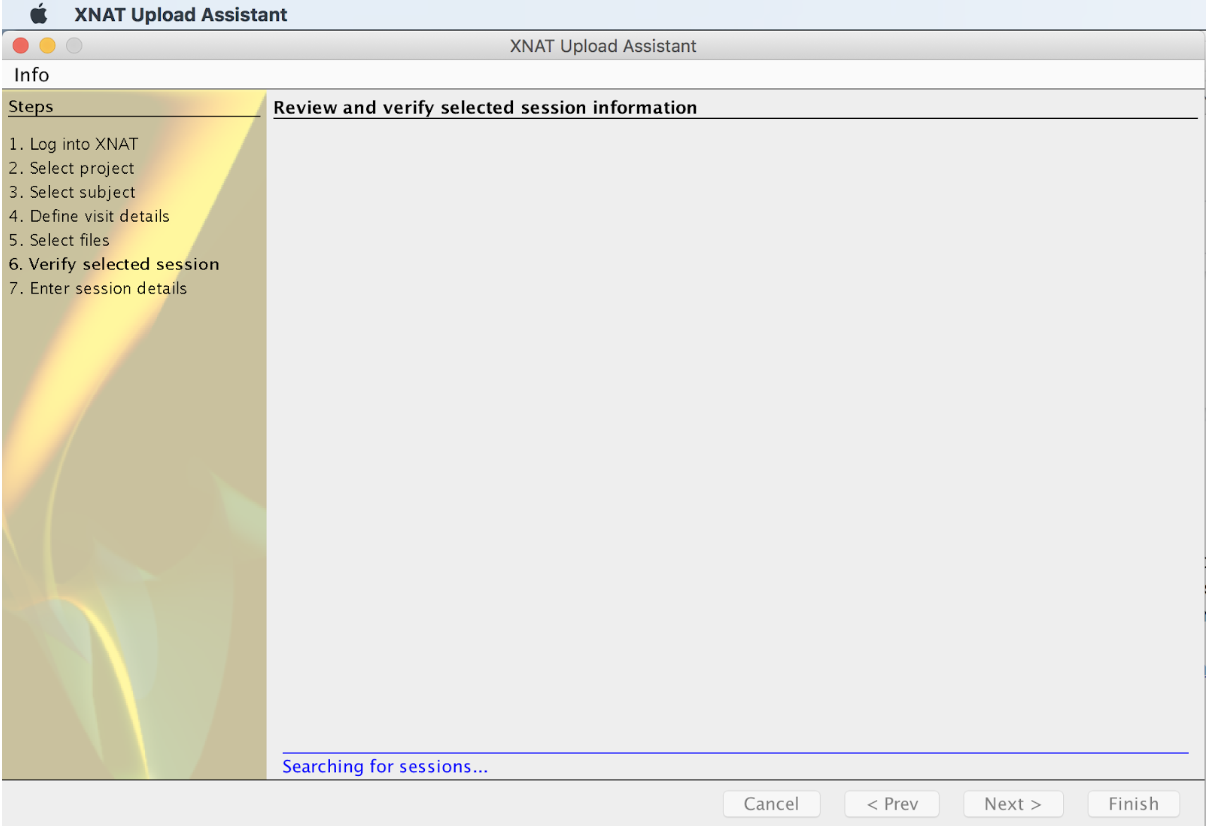 XNAT Upload Assistant
XNAT Upload Assistant
Info
Steps
1. Log into XNAT
2. Select project
3. Select subject
4. Define visit details
5. Select files
6. Verify selected session
7. Enter session details
Review and verify selected session information
Searching for sessions...
Cancel
< Prev
Next >
Finish